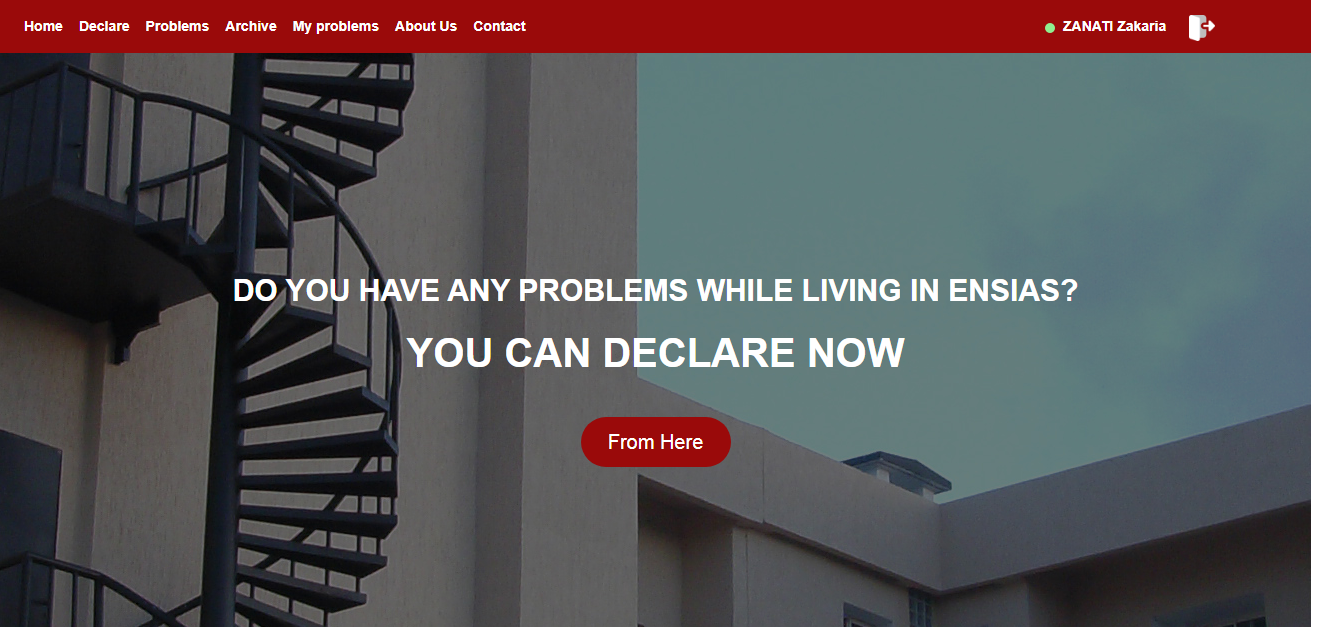 Home Declare Problems Archive My problems About Us Contact ZANATI Zakaria
DO YOU HAVE ANY PROBLEMS WHILE LIVING IN ENSIAS?
YOU CAN DECLARE NOW
From Here